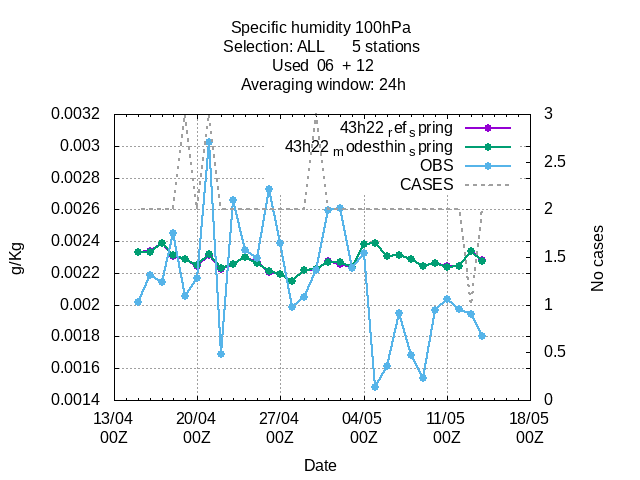 Specific humidity 100hPa
Selection: ALL      5 stations
Used  06  + 12
Averaging window: 24h
43h22_ref_spring
43h22_modesthin_spring
OBS
CASES
g/Kg
0.0032
0.003
0.0028
0.0026
0.0024
0.0022
0.002
0.0018
0.0016
0.0014
No cases
3
2.5
2
1.5
1
0.5
0
13/04 20/04 27/04 04/05 11/05 18/05
00Z 00Z 00Z 00Z 00Z 00Z
Date